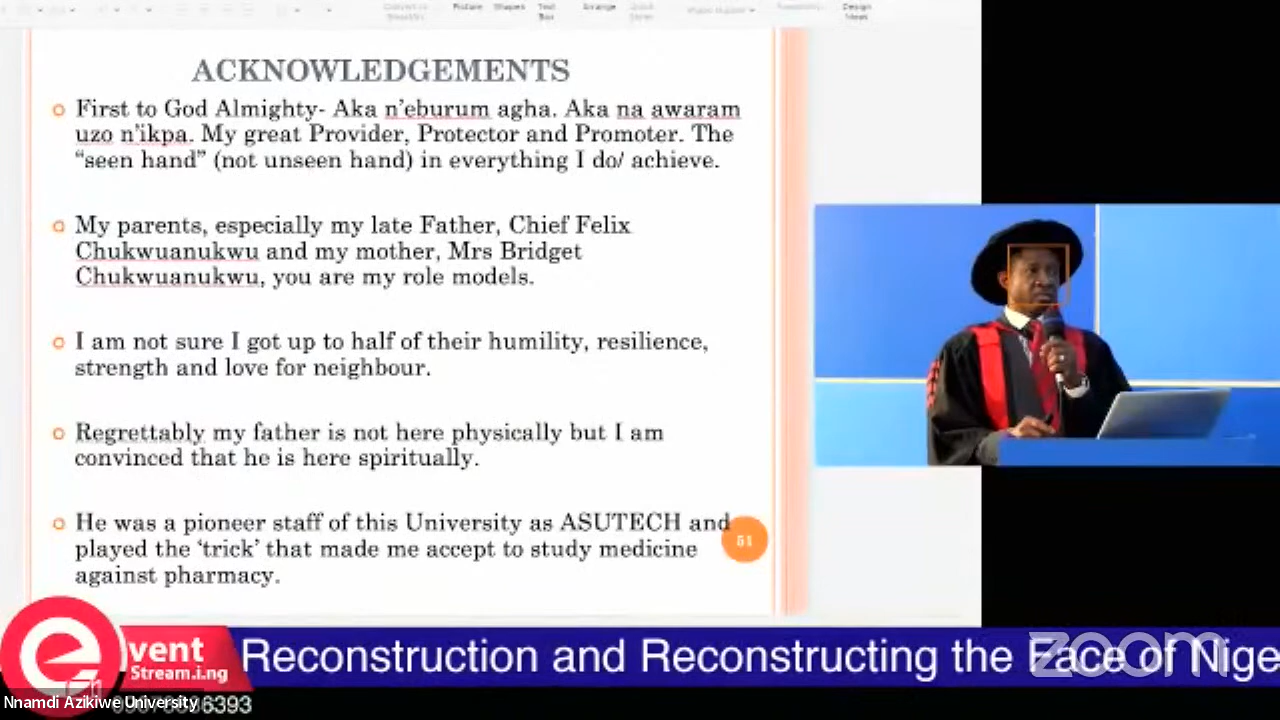 Picture Shapes Text Arrange
Box
Design
ACKNOWLEDGEMENTS
First to God Almighty- Aka n’eburum agha. Aka na awaram
uzo n’ikpa. My great Provider, Protector and Promoter. The
“seen hand” (not unseen hand) in everything I do/ achieve.
My parents, especially my late Father, Chief Felix
Chukwuanukwu and my mother, Mrs Bridget
Chukwuanukwu, you are my role models.
I am not sure I got up to half of their humility, resilience,
strength and love for neighbour.
Regrettably my father is not here physically but I am
convinced that he is here spiritually.
He was a pioneer staff of this University as ASUTECH and
played the ‘trick’ that made me accept to study medicine
against pharmacy.
51
event
Stream.i.ng
Reconstruction and Reconstructing the Face of Nige
zoom
Nnamdi Azikiwe University